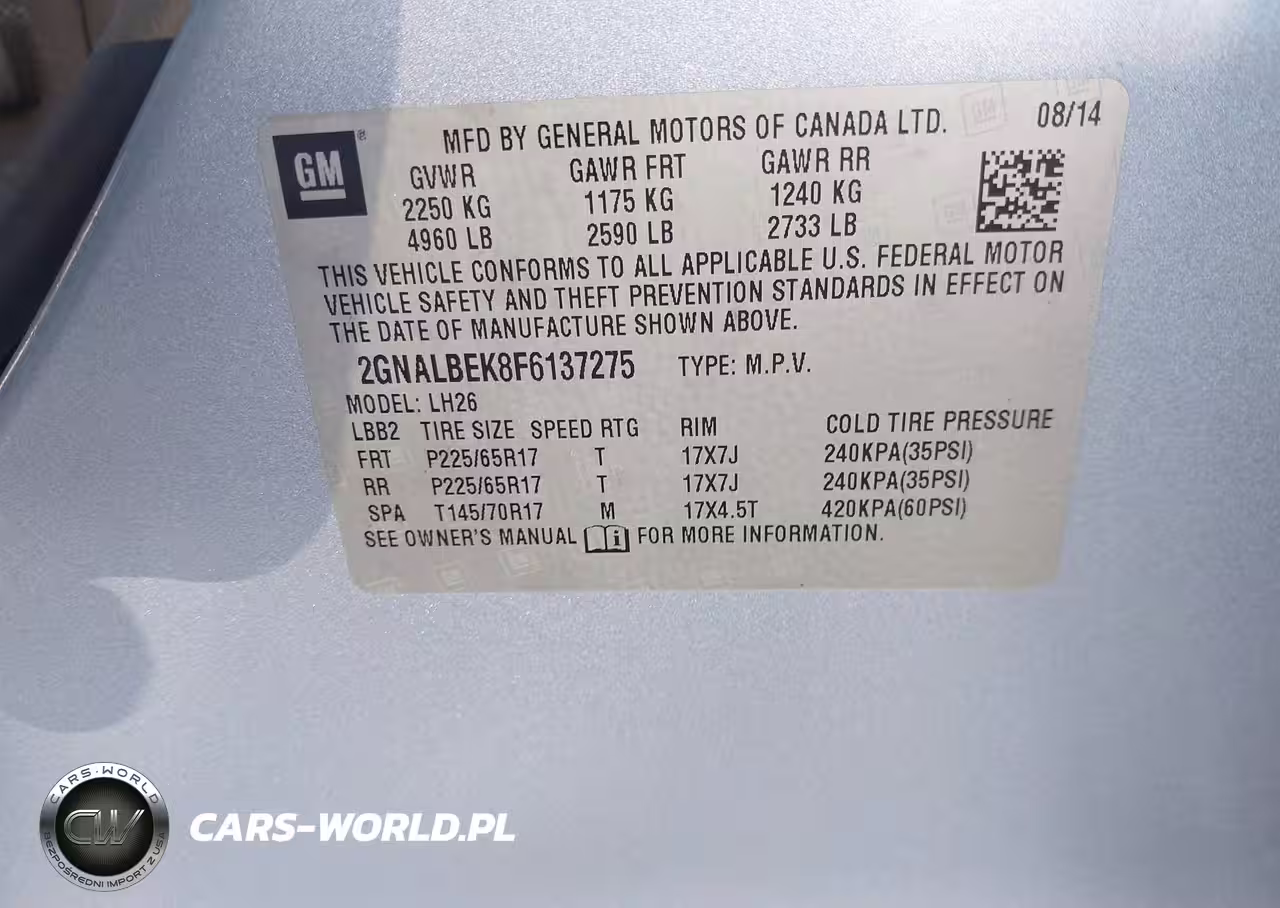 GM ®
MFD BY GENERAL MOTORS OF CANADA LTD. 08/14
GVWR GAWR FRT GAWR RR
2250 KG 1175 KG 1240 KG
4960 LB 2590 LB 2733 LB
THIS VEHICLE CONFORMS TO ALL APPLICABLE U.S. FEDERAL MOTOR
VEHICLE SAFETY AND THEFT PREVENTION STANDARDS IN EFFECT ON
THE DATE OF MANUFACTURE SHOWN ABOVE.
2GNALBEK8F6137275 TYPE: M.P.V.
MODEL: LH26
LBB2 TIRE SIZE SPEED RTG RIM COLD TIRE PRESSURE
FRT P225/65R17 T 17X7J 240KPA(35PSI)
RR P225/65R17 T 17X7J 240KPA(35PSI)
SPA T145/70R17 M 17X4.5T 420KPA(60PSI)
SEE OWNER'S MANUAL i FOR MORE INFORMATION.
CARS-WORLD
CW
BEZPOŚREDNI IMPORT Z USA
CARS-WORLD.PL